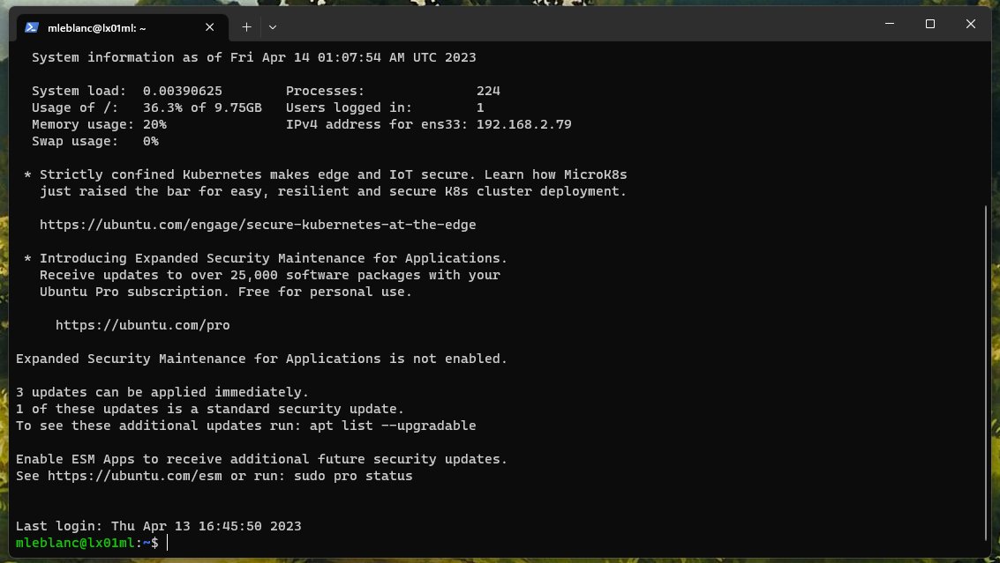 mleblanc@lx01ml: ~
System information as of Fri Apr 14 01:07:54 AM UTC 2023
System load:  0.00390625        Processes:              224
Usage of /:   36.3% of 9.75GB   Users logged in:        1
Memory usage: 20%               IPv4 address for ens33: 192.168.2.79
Swap usage:   0%
* Strictly confined Kubernetes makes edge and IoT secure. Learn how MicroK8s
just raised the bar for easy, resilient and secure K8s cluster deployment.
https://ubuntu.com/engage/secure-kubernetes-at-the-edge
* Introducing Expanded Security Maintenance for Applications.
Receive updates to over 25,000 software packages with your
Ubuntu Pro subscription. Free for personal use.
https://ubuntu.com/pro
Expanded Security Maintenance for Applications is not enabled.
3 updates can be applied immediately.
1 of these updates is a standard security update.
To see these additional updates run: apt list --upgradable
Enable ESM Apps to receive additional future security updates.
See https://ubuntu.com/esm or run: sudo pro status
Last login: Thu Apr 13 16:45:50 2023
mleblanc@lx01ml:~$